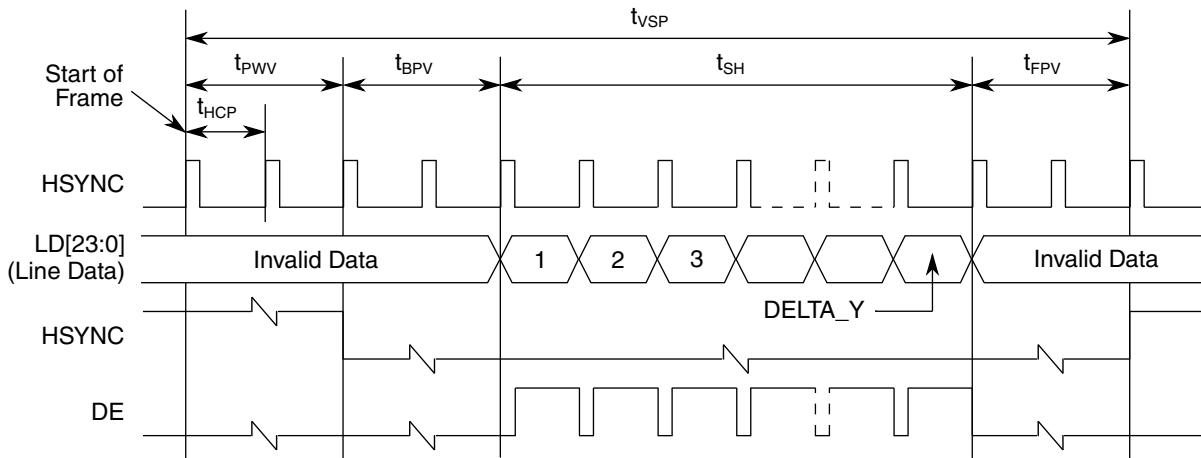 tVSP
tPWV tBPV tSH tFPV
Start of
Frame
tHCP
HSYNC
LD[23:0]
(Line Data)
Invalid Data 1 2 3 Invalid Data
DELTA_Y
HSYNC
DE